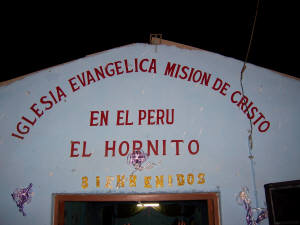 IGLESIA EVANGELICA MISION DE CRISTO
EN EL PERU
EL HORNITO
BIENVENIDOS